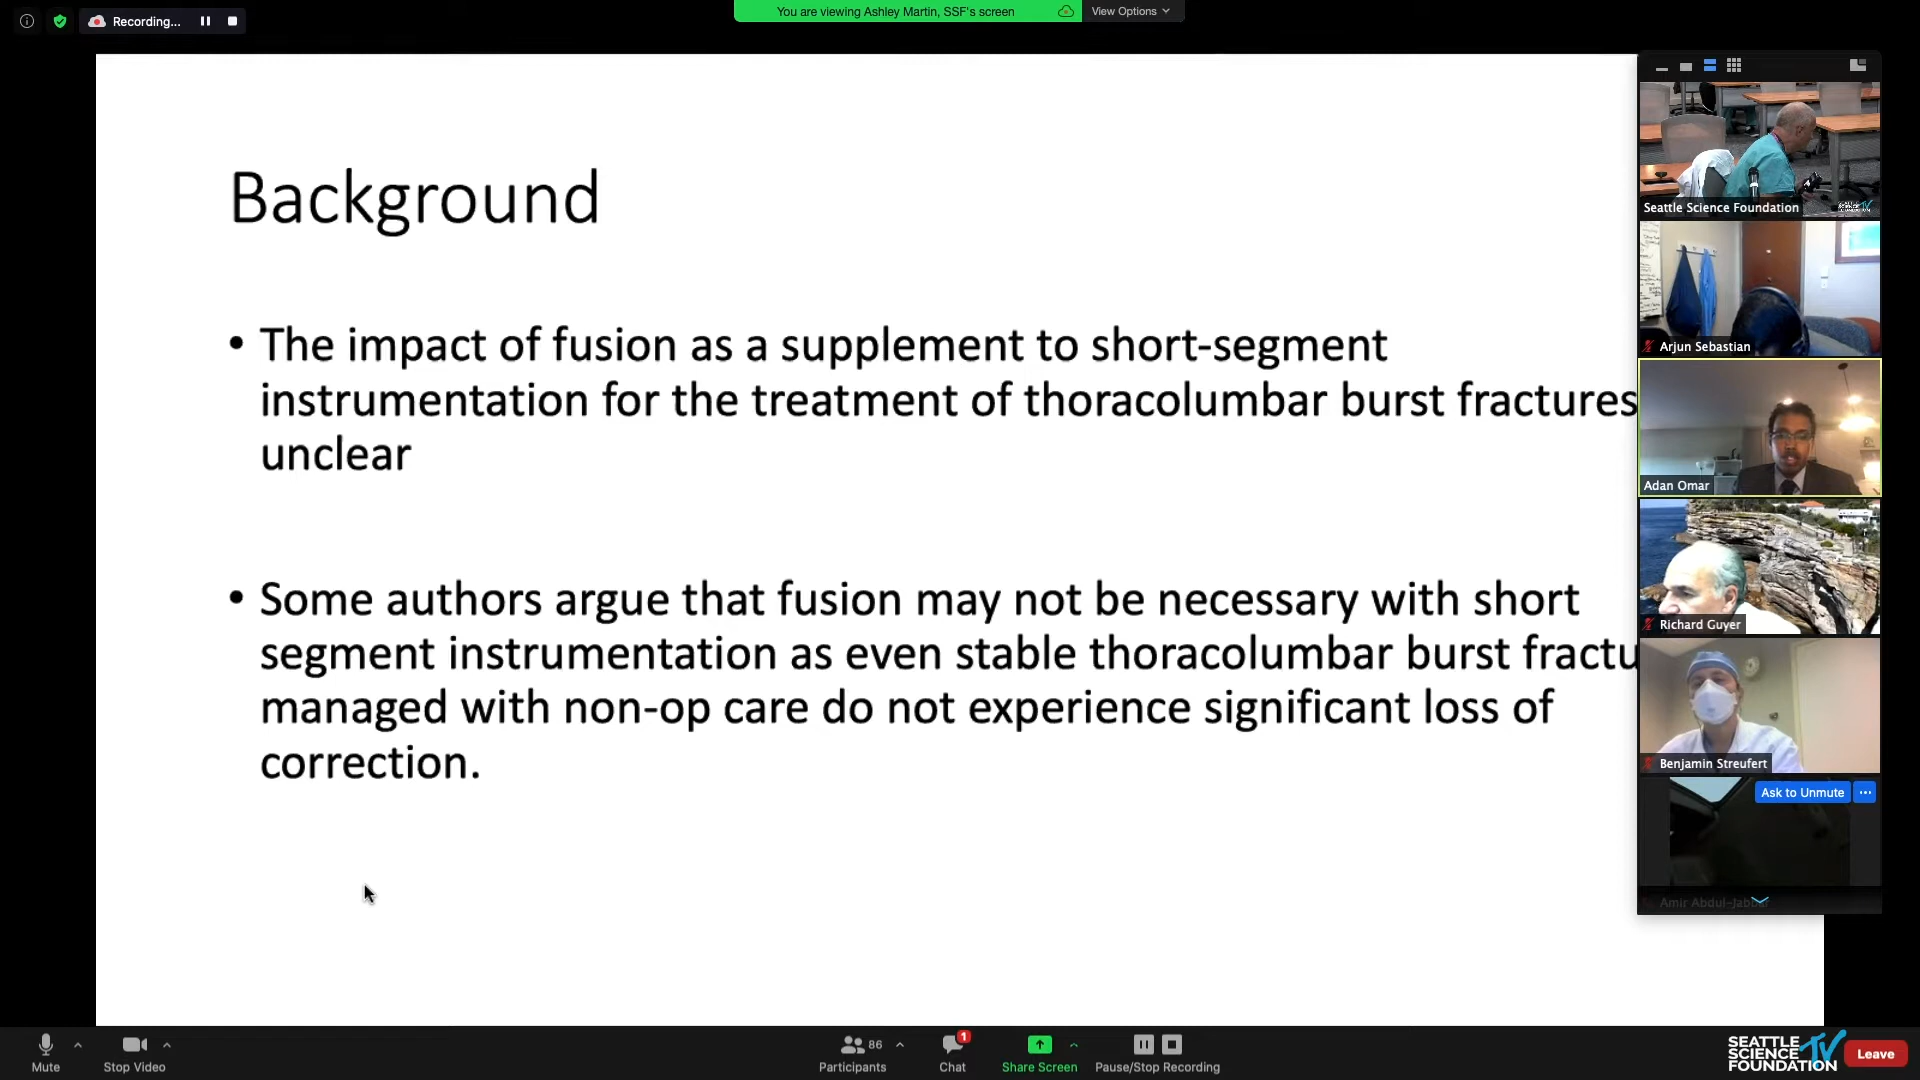 Recording...
You are viewing Ashley Martin, SSF's screen
View Options
Background
• The impact of fusion as a supplement to short-segment
instrumentation for the treatment of thoracolumbar burst fractures
unclear
• Some authors argue that fusion may not be necessary with short
segment instrumentation as even stable thoracolumbar burst fractu
managed with non-op care do not experience significant loss of
correction.
Seattle Science Foundation
Arjun Sebastian
Adan Omar
Richard Guyer
Benjamin Streufert
Ask to Unmute
Mute
Stop Video
86
Participants
1
Chat
Share Screen
Pause/Stop Recording
SEATTLE
SCIENCE TV
FOUNDATION
Leave